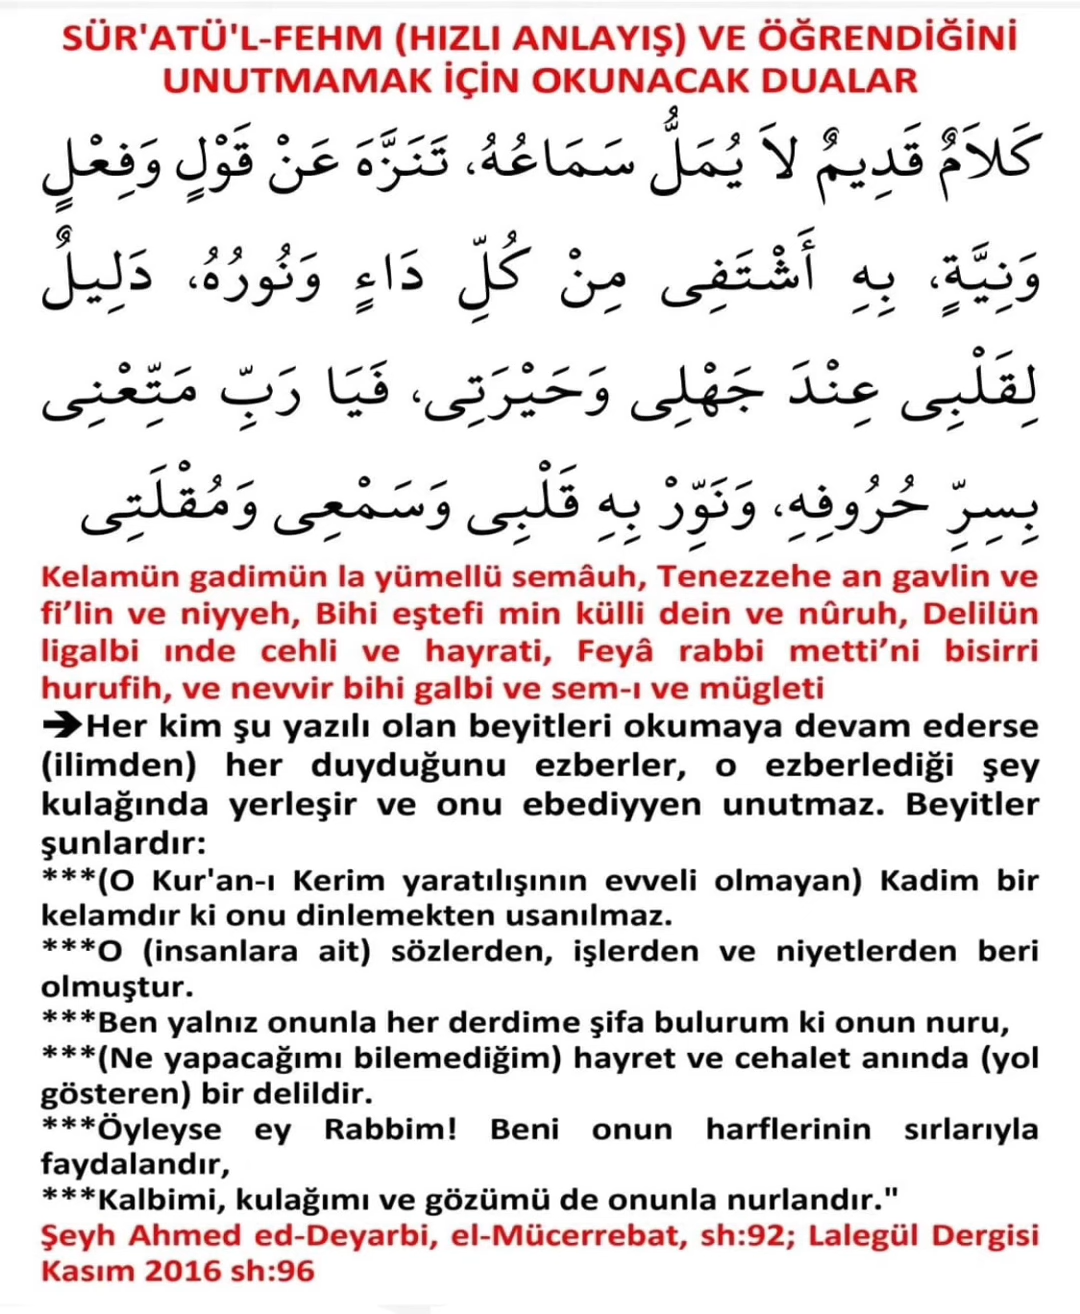 SÜR'ATÜ'L-FEHM (HIZLI ANLAYIŞ) VE ÖĞRENDİĞİNİ
UNUTMAMAK İÇİN OKUNACAK DUALAR
كَلاَمٌ قَدِيمٌ لاَ يُمَلُّ سَمَاعُهُ، تَنَزَّهَ عَنْ قَوْلٍ وَفِعْلٍ
وَنِيَّةٍ، بِهِ أَشْتَفِى مِنْ كُلِّ دَاءٍ وَنُورُهُ، دَلِيلٌ
لِقَلْبِى عِنْدَ جَهْلِى وَحَيْرَتِى، فَيَا رَبِّ مَتِّعْنِى
بِسِرِّ حُرُوفِهِ، وَنَوِّرْ بِهِ قَلْبِى وَسَمْعِى وَمُقْلَتِى
Kelamün gadimün la yümellü semâuh, Tenezzehe an gavlin ve
fi’lin ve niyyeh, Bihi eştefi min külli dein ve nûruh, Delilün
ligalbi ınde cehli ve hayrati, Feyâ rabbi metti’ni bisirri
hurufih, ve nevvir bihi galbi ve sem-ı ve mügleti
➔Her kim şu yazılı olan beyitleri okumaya devam ederse
(ilimden) her duyduğunu ezberler, o ezberlediği şey
kulağında yerleşir ve onu ebediyyen unutmaz. Beyitler
şunlardır:
***(O Kur'an-ı Kerim yaratılışının evveli olmayan) Kadim bir
kelamdır ki onu dinlemekten usanılmaz.
***O (insanlara ait) sözlerden, işlerden ve niyetlerden beri
olmuştur.
***Ben yalnız onunla her derdime şifa bulurum ki onun nuru,
***(Ne yapacağımı bilemediğim) hayret ve cehalet anında (yol
gösteren) bir delildir.
***Öyleyse ey Rabbim! Beni onun harflerinin sırlarıyla
faydalandır,
***Kalbimi, kulağımı ve gözümü de onunla nurlandır."
Şeyh Ahmed ed-Deyarbi, el-Mücerrebat, sh:92; Lalegül Dergisi
Kasım 2016 sh:96